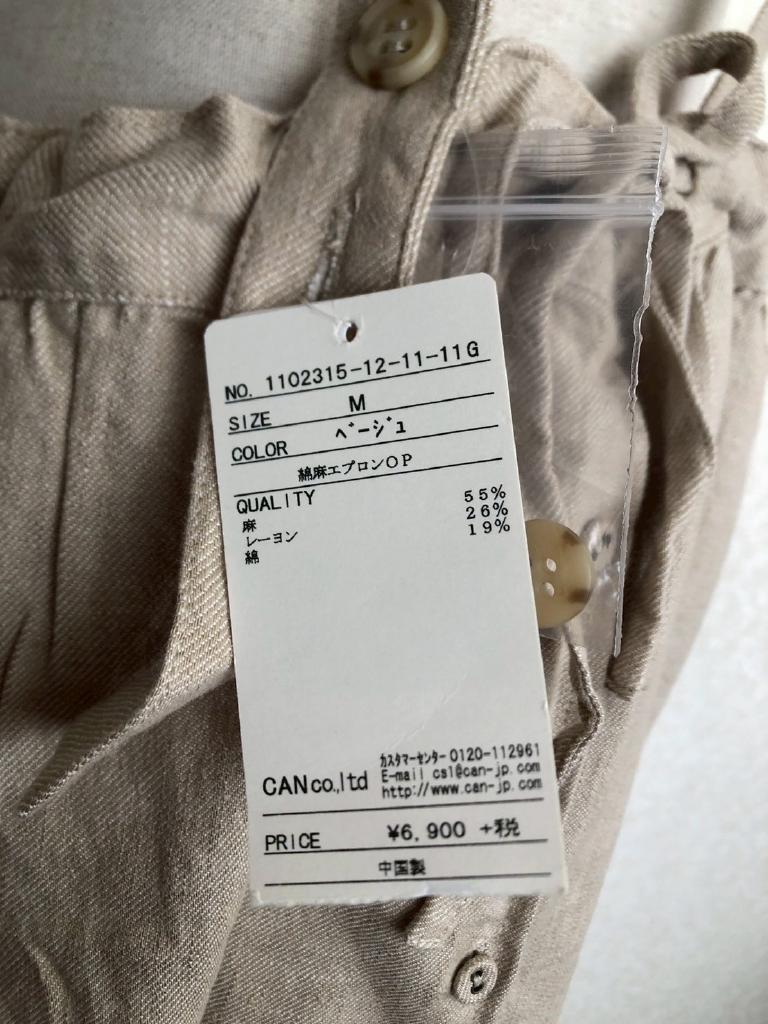 NO. 1102315-12-11-11G
SIZE M
COLOR ベージュ
綿麻エプロンOP
QUALITY
麻 55%
レーヨン 26%
綿 19%
CAN co.,ltd
カスタマーセンター 0120-112961
E-mail cs1@can-jp.com
http://www.can-jp.com
PRICE ¥6,900 +税
中国製